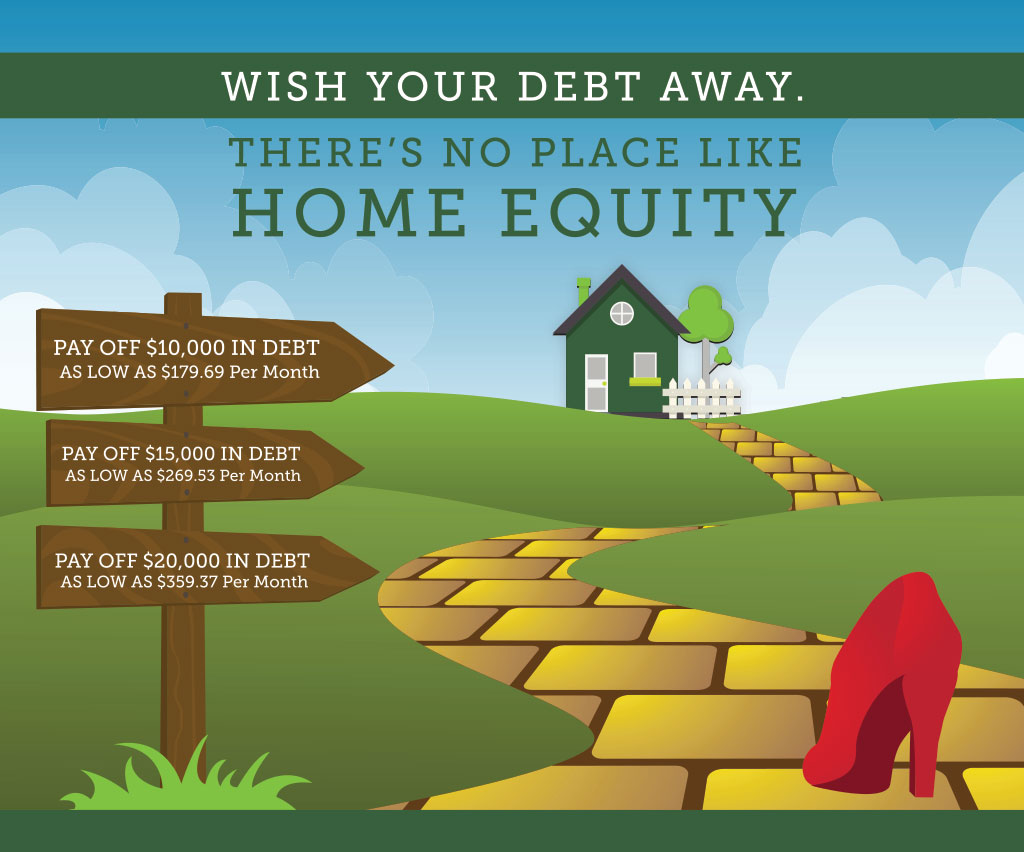 WISH YOUR DEBT AWAY.
THERE'S NO PLACE LIKE
HOME EQUITY
PAY OFF $10,000 IN DEBT
AS LOW AS $179.69 Per Month
PAY OFF $15,000 IN DEBT
AS LOW AS $269.53 Per Month
PAY OFF $20,000 IN DEBT
AS LOW AS $359.37 Per Month